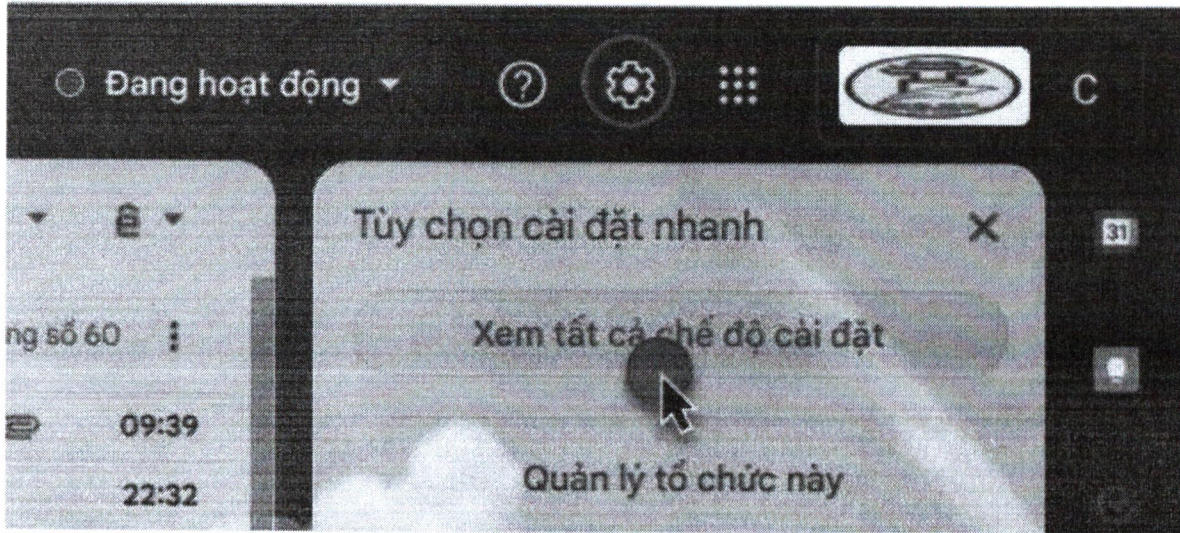 Đang hoạt động
C
Tùy chọn cài đặt nhanh
31
ng số 60
Xem tất cả chế độ cài đặt
09:39
22:32
Quản lý tổ chức này